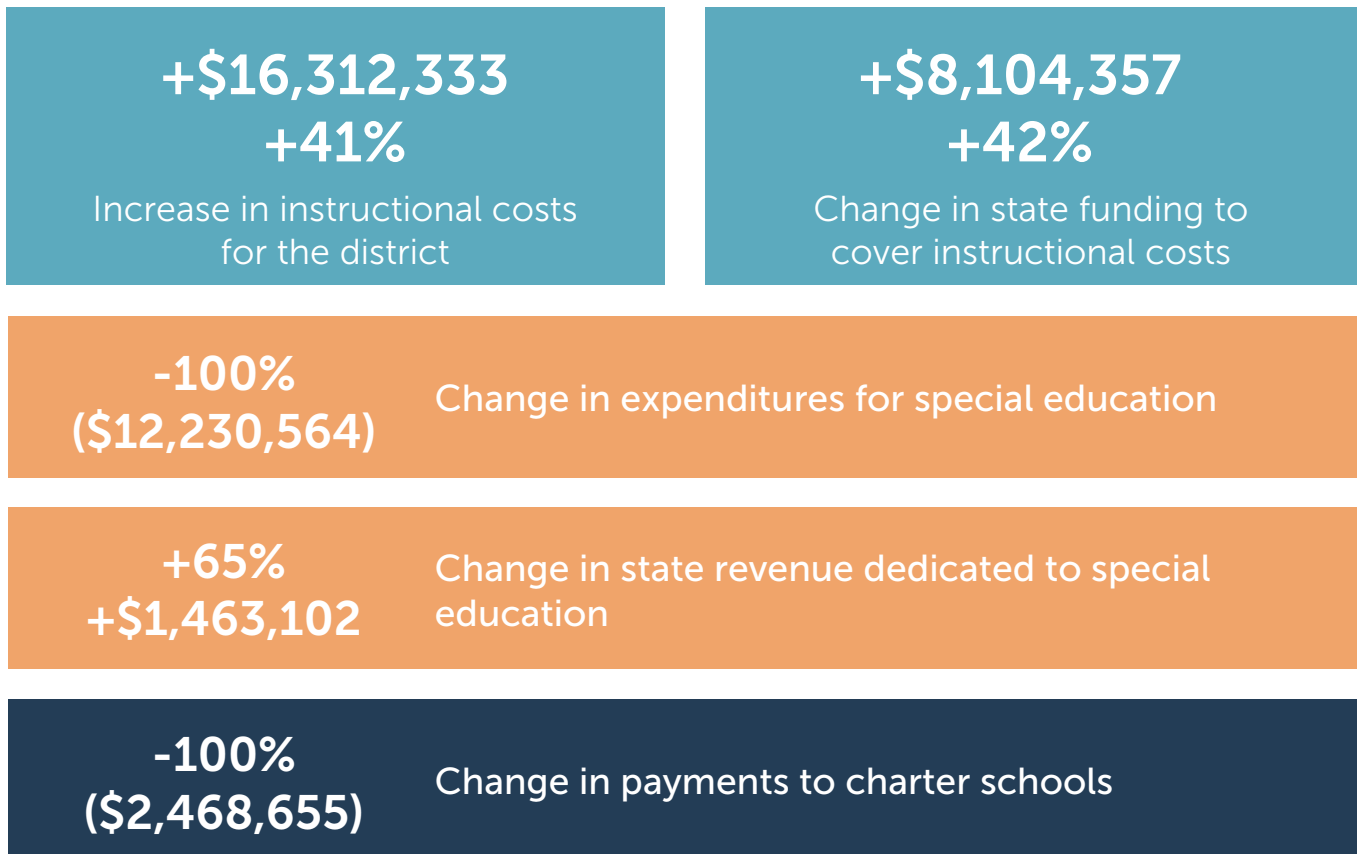 +$16,312,333
+41%
Increase in instructional costs
for the district
+$8,104,357
+42%
Change in state funding to
cover instructional costs
-100%
($12,230,564)
Change in expenditures for special education
+65%
+$1,463,102
Change in state revenue dedicated to special
education
-100%
($2,468,655)
Change in payments to charter schools